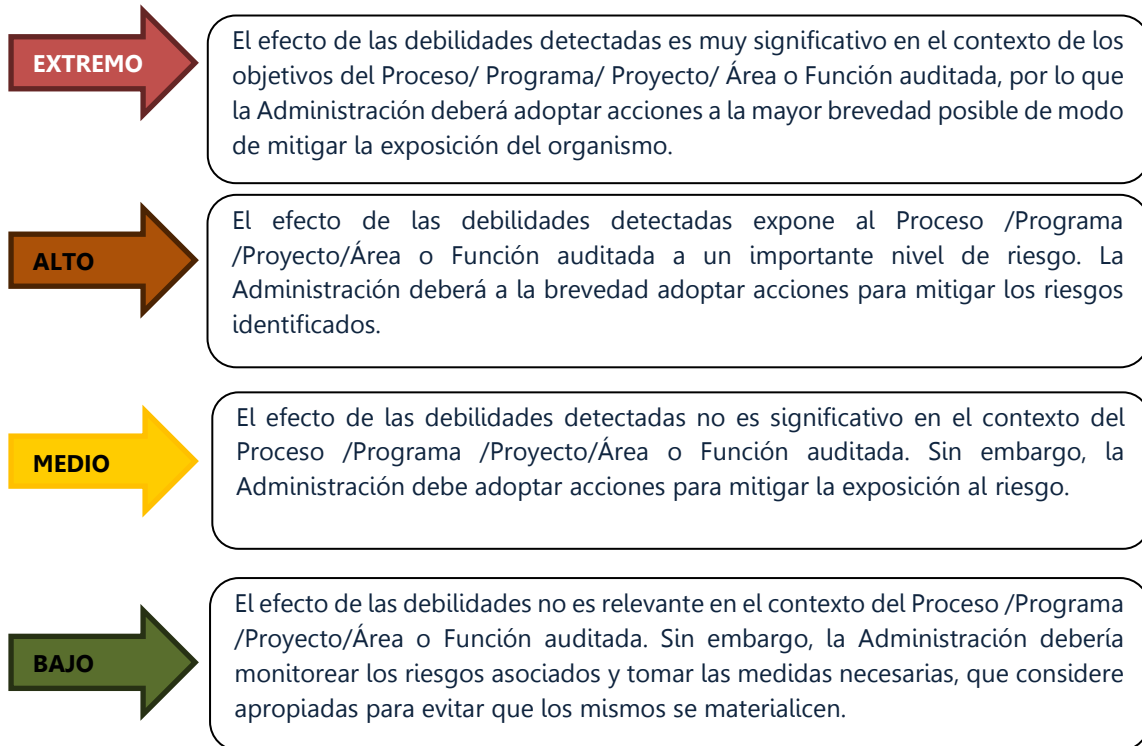 EXTREMO
El efecto de las debilidades detectadas es muy significativo en el contexto de los
objetivos del Proceso/ Programa/ Proyecto/ Área o Función auditada, por lo que
la Administración deberá adoptar acciones a la mayor brevedad posible de modo
de mitigar la exposición del organismo.
ALTO
El efecto de las debilidades detectadas expone al Proceso /Programa
/Proyecto/Área o Función auditada a un importante nivel de riesgo. La
Administración deberá a la brevedad adoptar acciones para mitigar los riesgos
identificados.
MEDIO
El efecto de las debilidades detectadas no es significativo en el contexto del
Proceso /Programa /Proyecto/Área o Función auditada. Sin embargo, la
Administración debe adoptar acciones para mitigar la exposición al riesgo.
BAJO
El efecto de las debilidades no es relevante en el contexto del Proceso /Programa
/Proyecto/Área o Función auditada. Sin embargo, la Administración debería
monitorear los riesgos asociados y tomar las medidas necesarias, que considere
apropiadas para evitar que los mismos se materialicen.